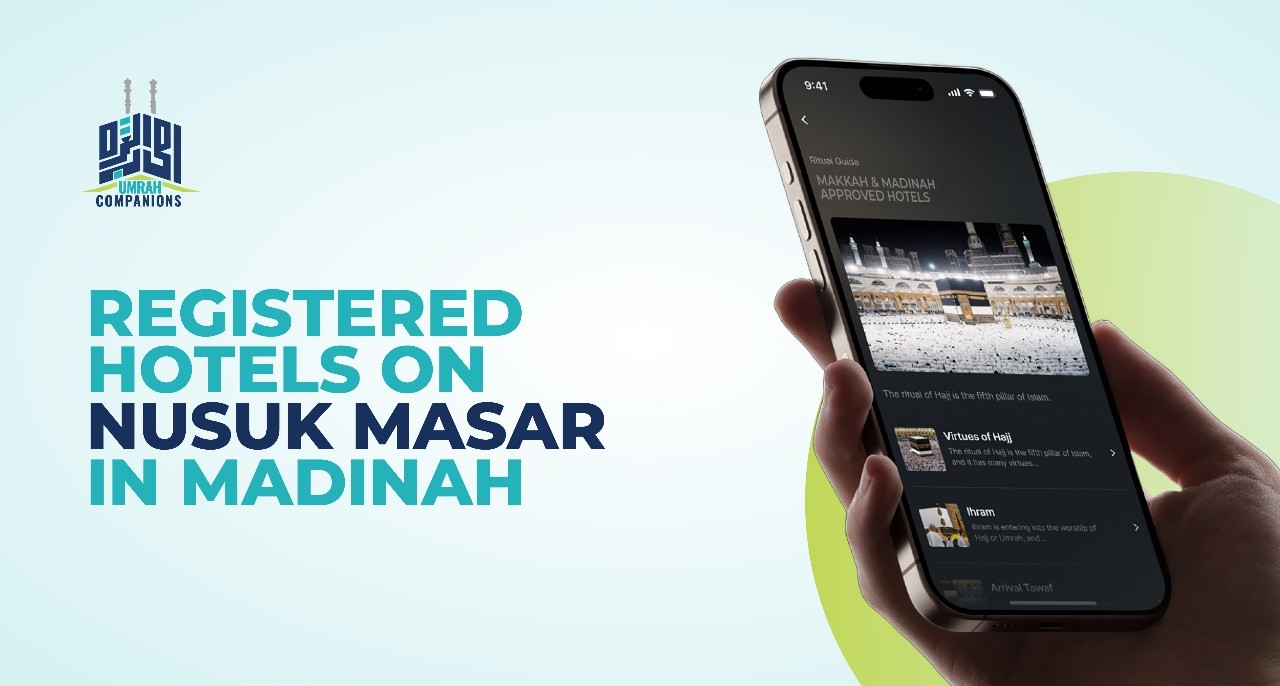 UMRAH
COMPANIONS
REGISTERED
HOTELS ON
NUSUK MASAR
IN MADINAH
9:41
Ritual Guide
MAKKAH & MADINAH
APPROVED HOTELS
The ritual of Hajj is the fifth pillar of Islam.
Virtues of Hajj
The ritual of Hajj is the fifth pillar of Islam,
and it has many virtues...
Ihram
Ihram is entering into the worship of
Hajj or Umrah, and...
Arrival Tawaf